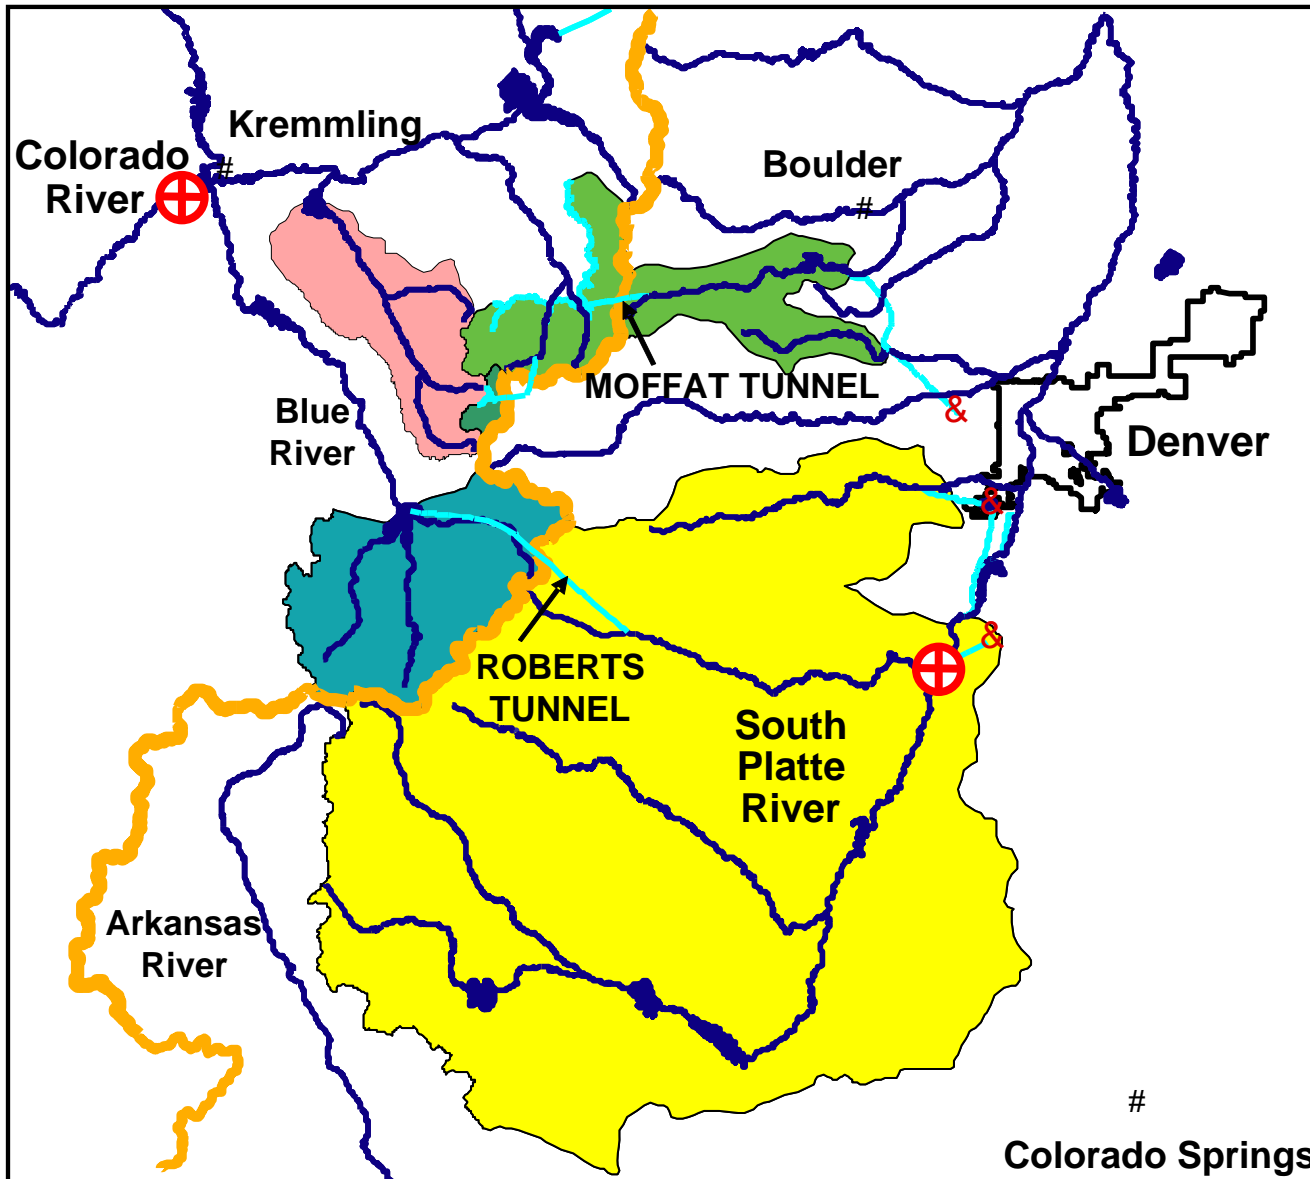 Kremmling
Colorado
River
#
Boulder
#
MOFFAT TUNNEL
Blue
River
&
Denver
&
ROBERTS
TUNNEL
&
South
Platte
River
Arkansas
River
#
Colorado Springs